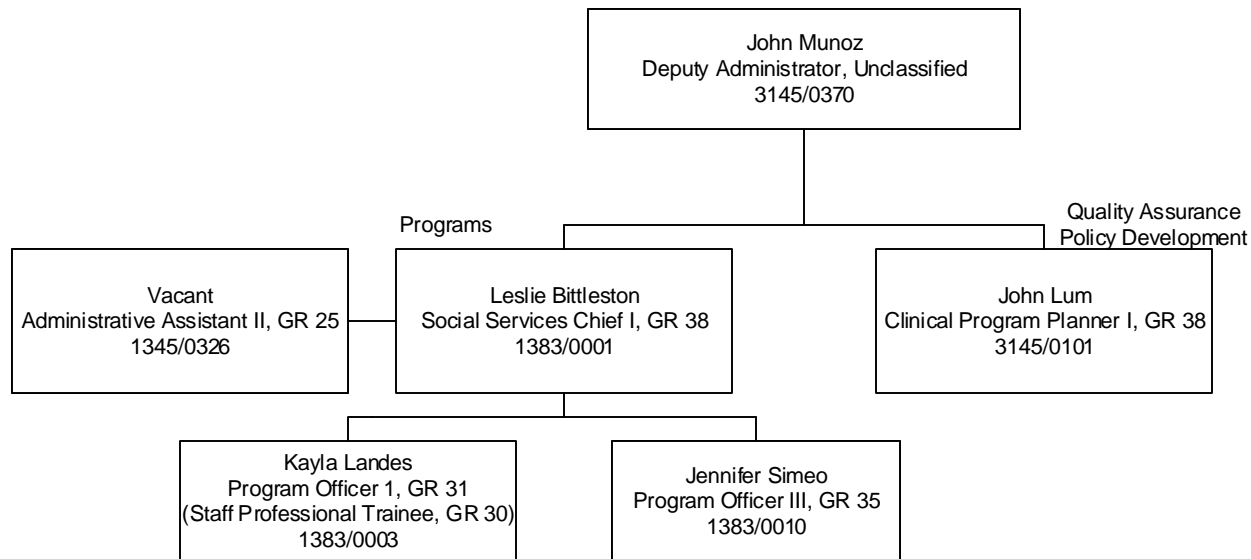 John Munoz
Deputy Administrator, Unclassified
3145/0370
Programs
Quality Assurance
Policy Development
Vacant
Administrative Assistant II, GR 25
1345/0326
Leslie Bittleston
Social Services Chief I, GR 38
1383/0001
John Lum
Clinical Program Planner I, GR 38
3145/0101
Kayla Landes
Program Officer 1, GR 31
(Staff Professional Trainee, GR 30)
1383/0003
Jennifer Simeo
Program Officer III, GR 35
1383/0010